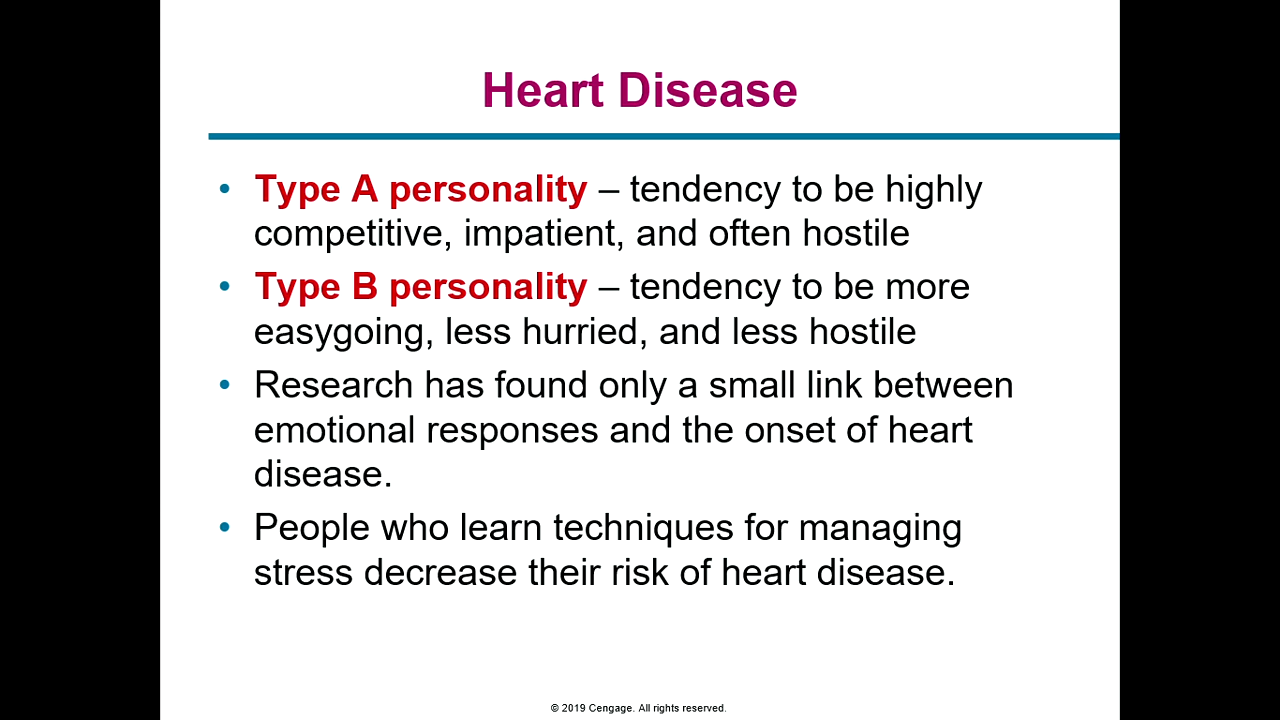 Heart Disease
• Type A personality – tendency to be highly
competitive, impatient, and often hostile
• Type B personality – tendency to be more
easygoing, less hurried, and less hostile
• Research has found only a small link between
emotional responses and the onset of heart
disease.
• People who learn techniques for managing
stress decrease their risk of heart disease.
© 2019 Cengage. All rights reserved.